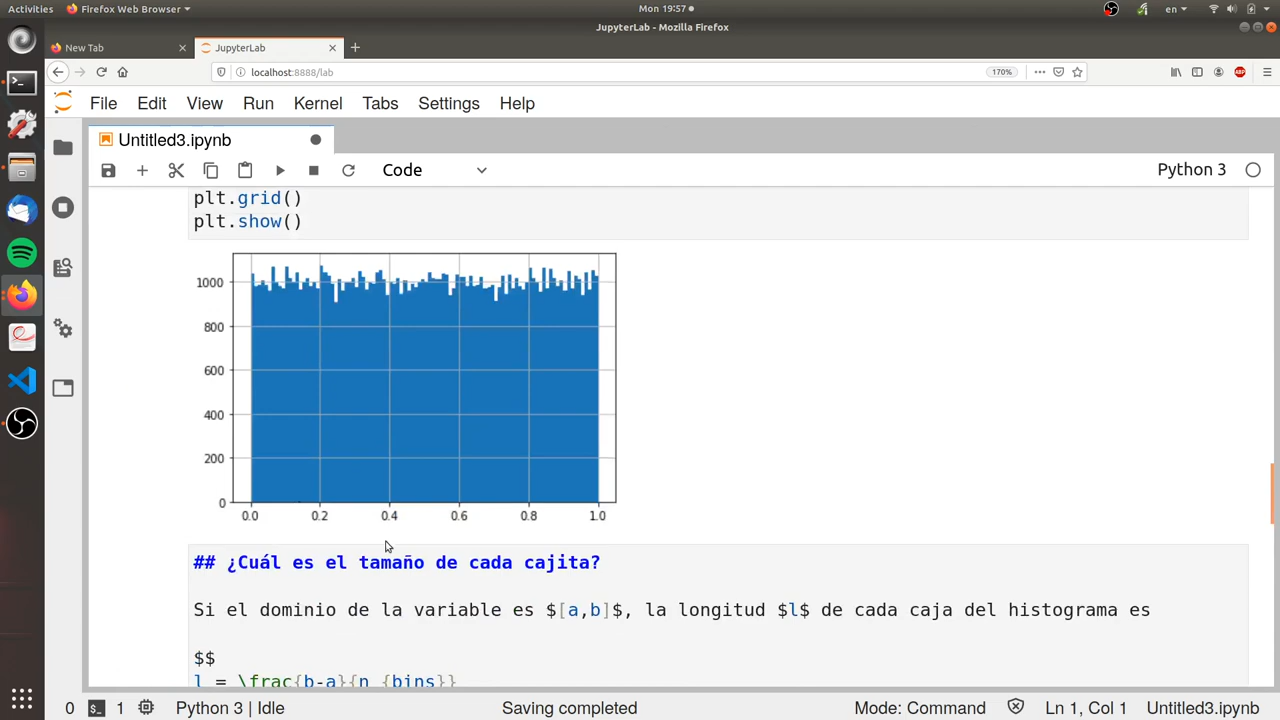 Activities
Firefox Web Browser
Mon 19:57
en
JupyterLab - Mozilla Firefox
New Tab
JupyterLab
localhost:8888/lab
170%
ABP
File Edit View Run Kernel Tabs Settings Help
Untitled3.ipynb
Code
Python 3
plt.grid()
plt.show()
1000
800
600
400
200
0
0.0 0.2 0.4 0.6 0.8 1.0
## ¿Cuál es el tamaño de cada cajita?
Si el dominio de la variable es $[a,b]$, la longitud $l$ de cada caja del histograma es
$$
l = \frac{b-a}{n_{bins}}
0 1 Python 3 | Idle Saving completed Mode: Command Ln 1, Col 1 Untitled3.ipynb